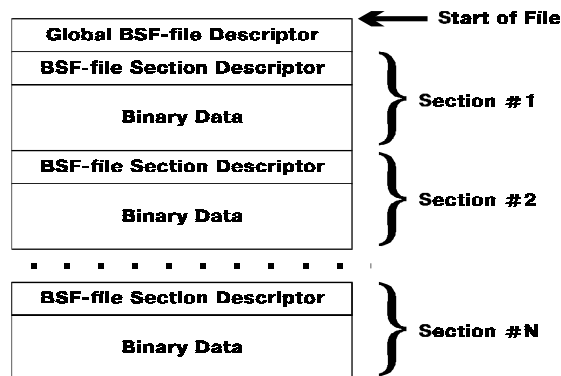 Start of File
Global BSF-file Descriptor
BSF-file Section Descriptor
Binary Data
Section #1
BSF-file Section Descriptor
Binary Data
Section #2
BSF-file Section Descriptor
Binary Data
Section #N